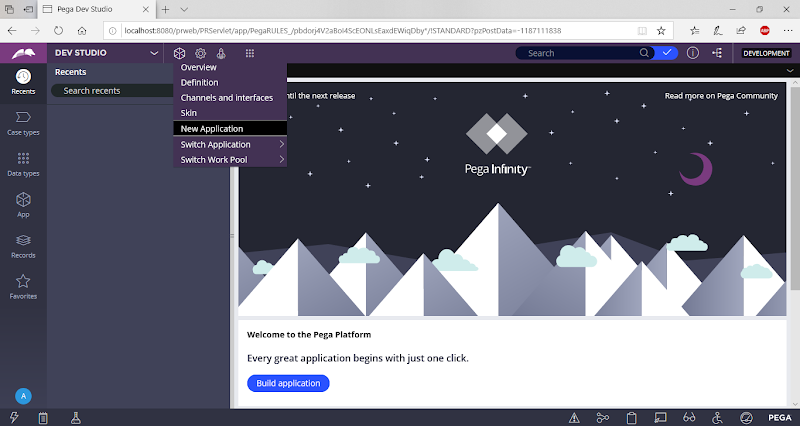 Pega Dev Studio
localhost:8080/prweb/PRServlet/app/PegaRULES_/pbdorj4V2aBoI4ScEONLsEaxdEWiqDby*/!STANDARD?pzPostData=-1187111838
DEV STUDIO
Search
DEVELOPMENT
Recents
Case types
Data types
App
Records
Favorites
A
Recents
Search recents
Overview
Definition
Channels and interfaces
Skin
New Application
Switch Application
Switch Work Pool
until the next release
Read more on Pega Community
Pega Infinity™
Welcome to the Pega Platform
Every great application begins with just one click.
Build application
PEGA